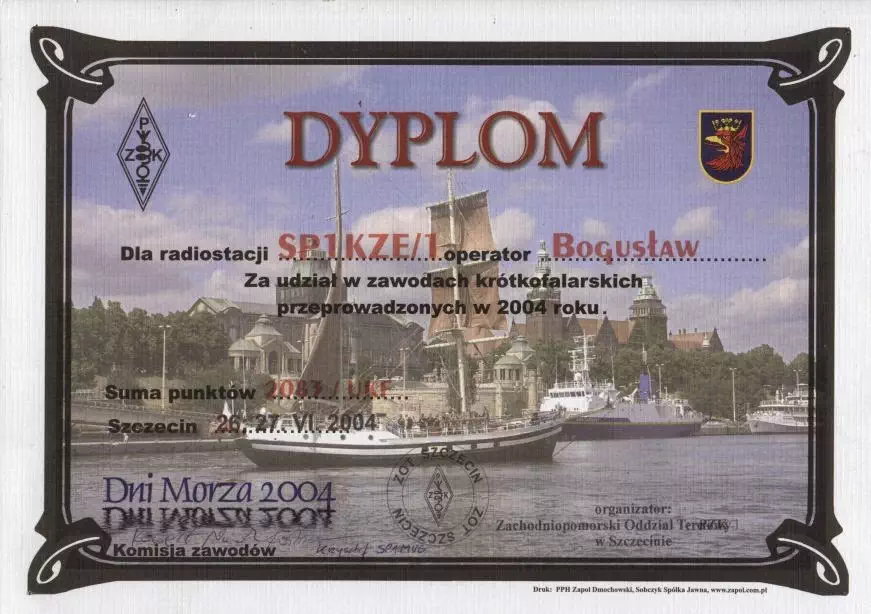 DYPLOM
PZK
Dla radiostacji SP1KZE/1 operator Bogusław
Za udział w zawodach krótkofalarskich
przeprowadzonych w 2004 roku.
Suma punktów 2083 / UKF
Szczecin 26, 27. VI. 2004
Dni Morza 2004
ZOT SZCZECIN ZOT SZCZECIN
PZK
organizator:
Zachodniopomorski Oddział Terenowy
w Szczecinie
Komisja zawodów Krzysztof
Druk: PPH Zapol Dmochowski, Sobczyk Spółka Jawna, www.zapol.com.pl